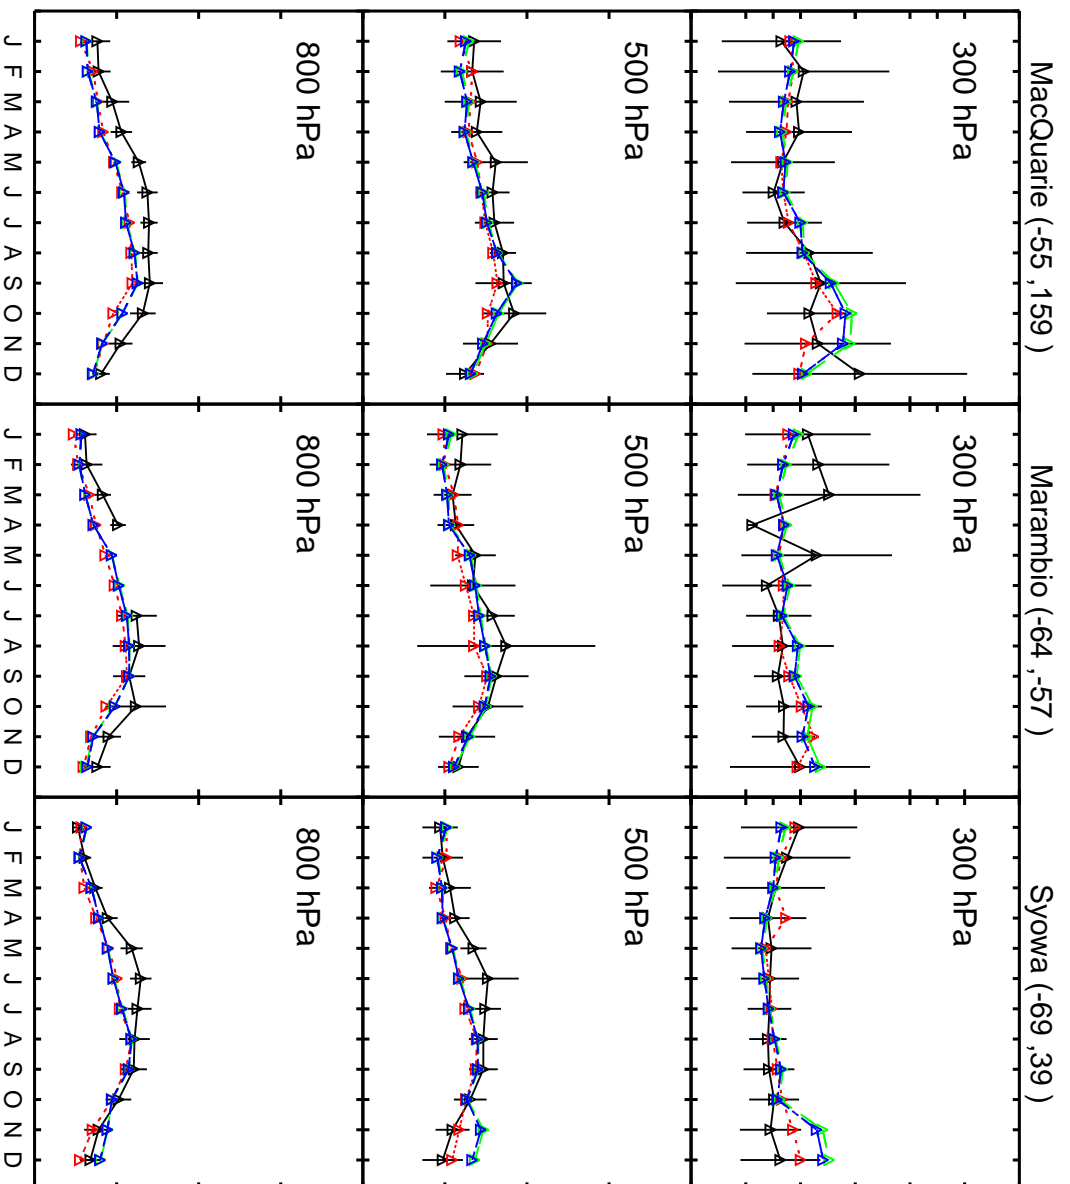 MacQuarie (-55 ,159 )
300 hPa
500 hPa
800 hPa
J F M A M J J A S O N D
Marambio (-64 ,-57 )
300 hPa
500 hPa
800 hPa
J F M A M J J A S O N D
Syowa (-69 ,39 )
300 hPa
500 hPa
800 hPa
J F M A M J J A S O N D